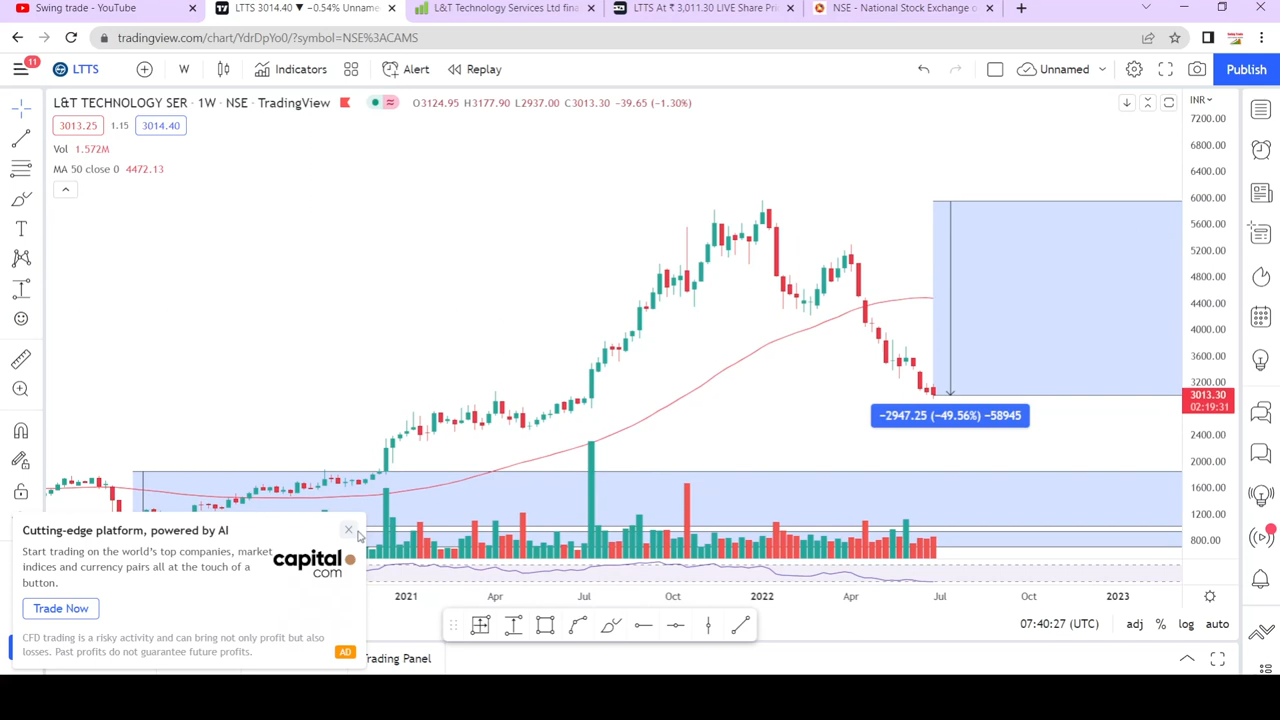 Swing trade - YouTube
LTTS 3014.40 −0.54% Unname
L&T Technology Services Ltd fina
LTTS At ₹ 3,011.30 LIVE Share Pri
NSE - National Stock Exchange o
tradingview.com/chart/YdrDpYo0/?symbol=NSE%3ACAMS
11
LTTS
W
Indicators
Alert
Replay
Unnamed
Publish
L&T TECHNOLOGY SER · 1W · NSE · TradingView
O3124.95 H3177.90 L2937.00 C3013.30 −39.65 (−1.30%)
INR
3013.25
1.15
3014.40
Vol 1.572M
MA 50 close 0 4472.13
7200.00
6800.00
6400.00
6000.00
5600.00
5200.00
4800.00
4400.00
4000.00
3600.00
3200.00
3013.30
02:19:31
−2947.25 (−49.56%) −58945
2400.00
2000.00
1600.00
1200.00
800.00
Cutting-edge platform, powered by AI
Start trading on the world's top companies, market
indices and currency pairs all at the touch of a
button.
capital
com
Trade Now
CFD trading is a risky activity and can bring not only profit but also
losses. Past profits do not guarantee future profits.
AD
2021
Apr
Jul
Oct
2022
Apr
Jul
Oct
2023
07:40:27 (UTC)
adj
%
log
auto
rading Panel